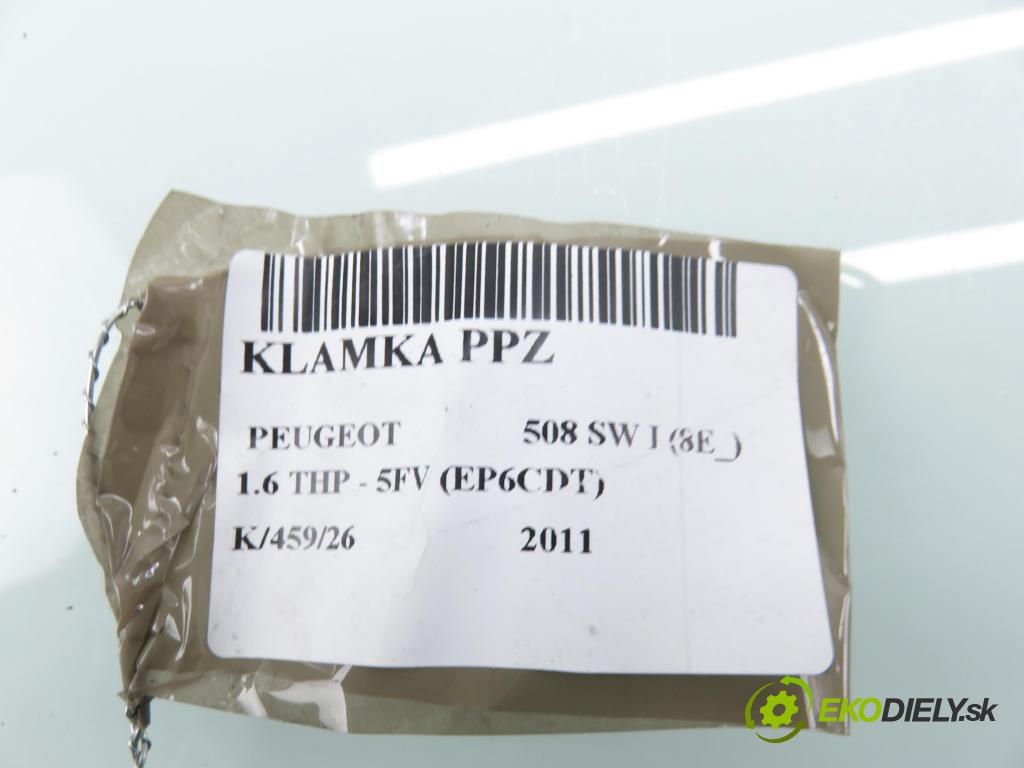 KLAMKA PPZ
PEUGEOT 508 SW I (8E_)
1.6 THP - 5FV (EP6CDT)
K/459/26 2011
EKODIELY.sk